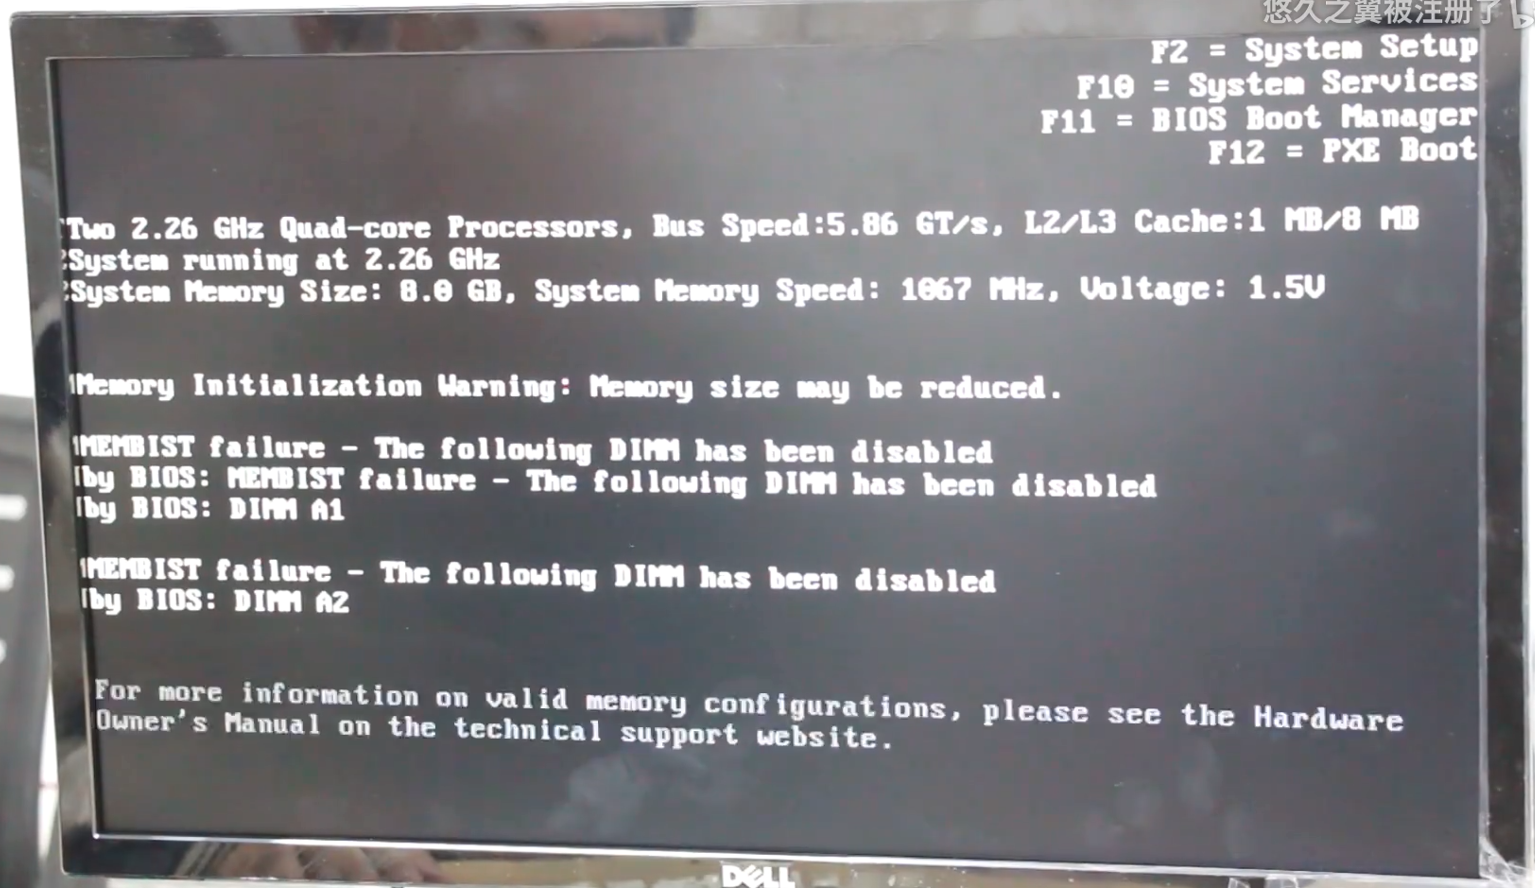 悠久之翼被注册了
F2 = System Setup
F10 = System Services
F11 = BIOS Boot Manager
F12 = PXE Boot
Two 2.26 GHz Quad-core Processors, Bus Speed:5.86 GT/s, L2/L3 Cache:1 MB/8 MB
System running at 2.26 GHz
System Memory Size: 8.0 GB, System Memory Speed: 1067 MHz, Voltage: 1.5V
Memory Initialization Warning: Memory size may be reduced.
MEMBIST failure - The following DIMM has been disabled
by BIOS: MEMBIST failure - The following DIMM has been disabled
by BIOS: DIMM A1
MEMBIST failure - The following DIMM has been disabled
by BIOS: DIMM A2
For more information on valid memory configurations, please see the Hardware
Owner's Manual on the technical support website.
DELL